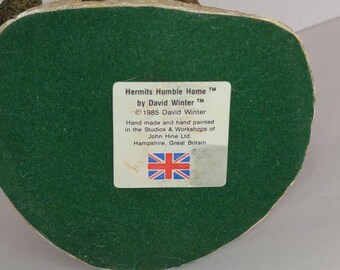 Hermits Humble Home ™
by David Winter ™
© 1985 David Winter
Hand made and hand painted
in the Studios & Workshops of
John Hine Ltd.
Hampshire, Great Britain